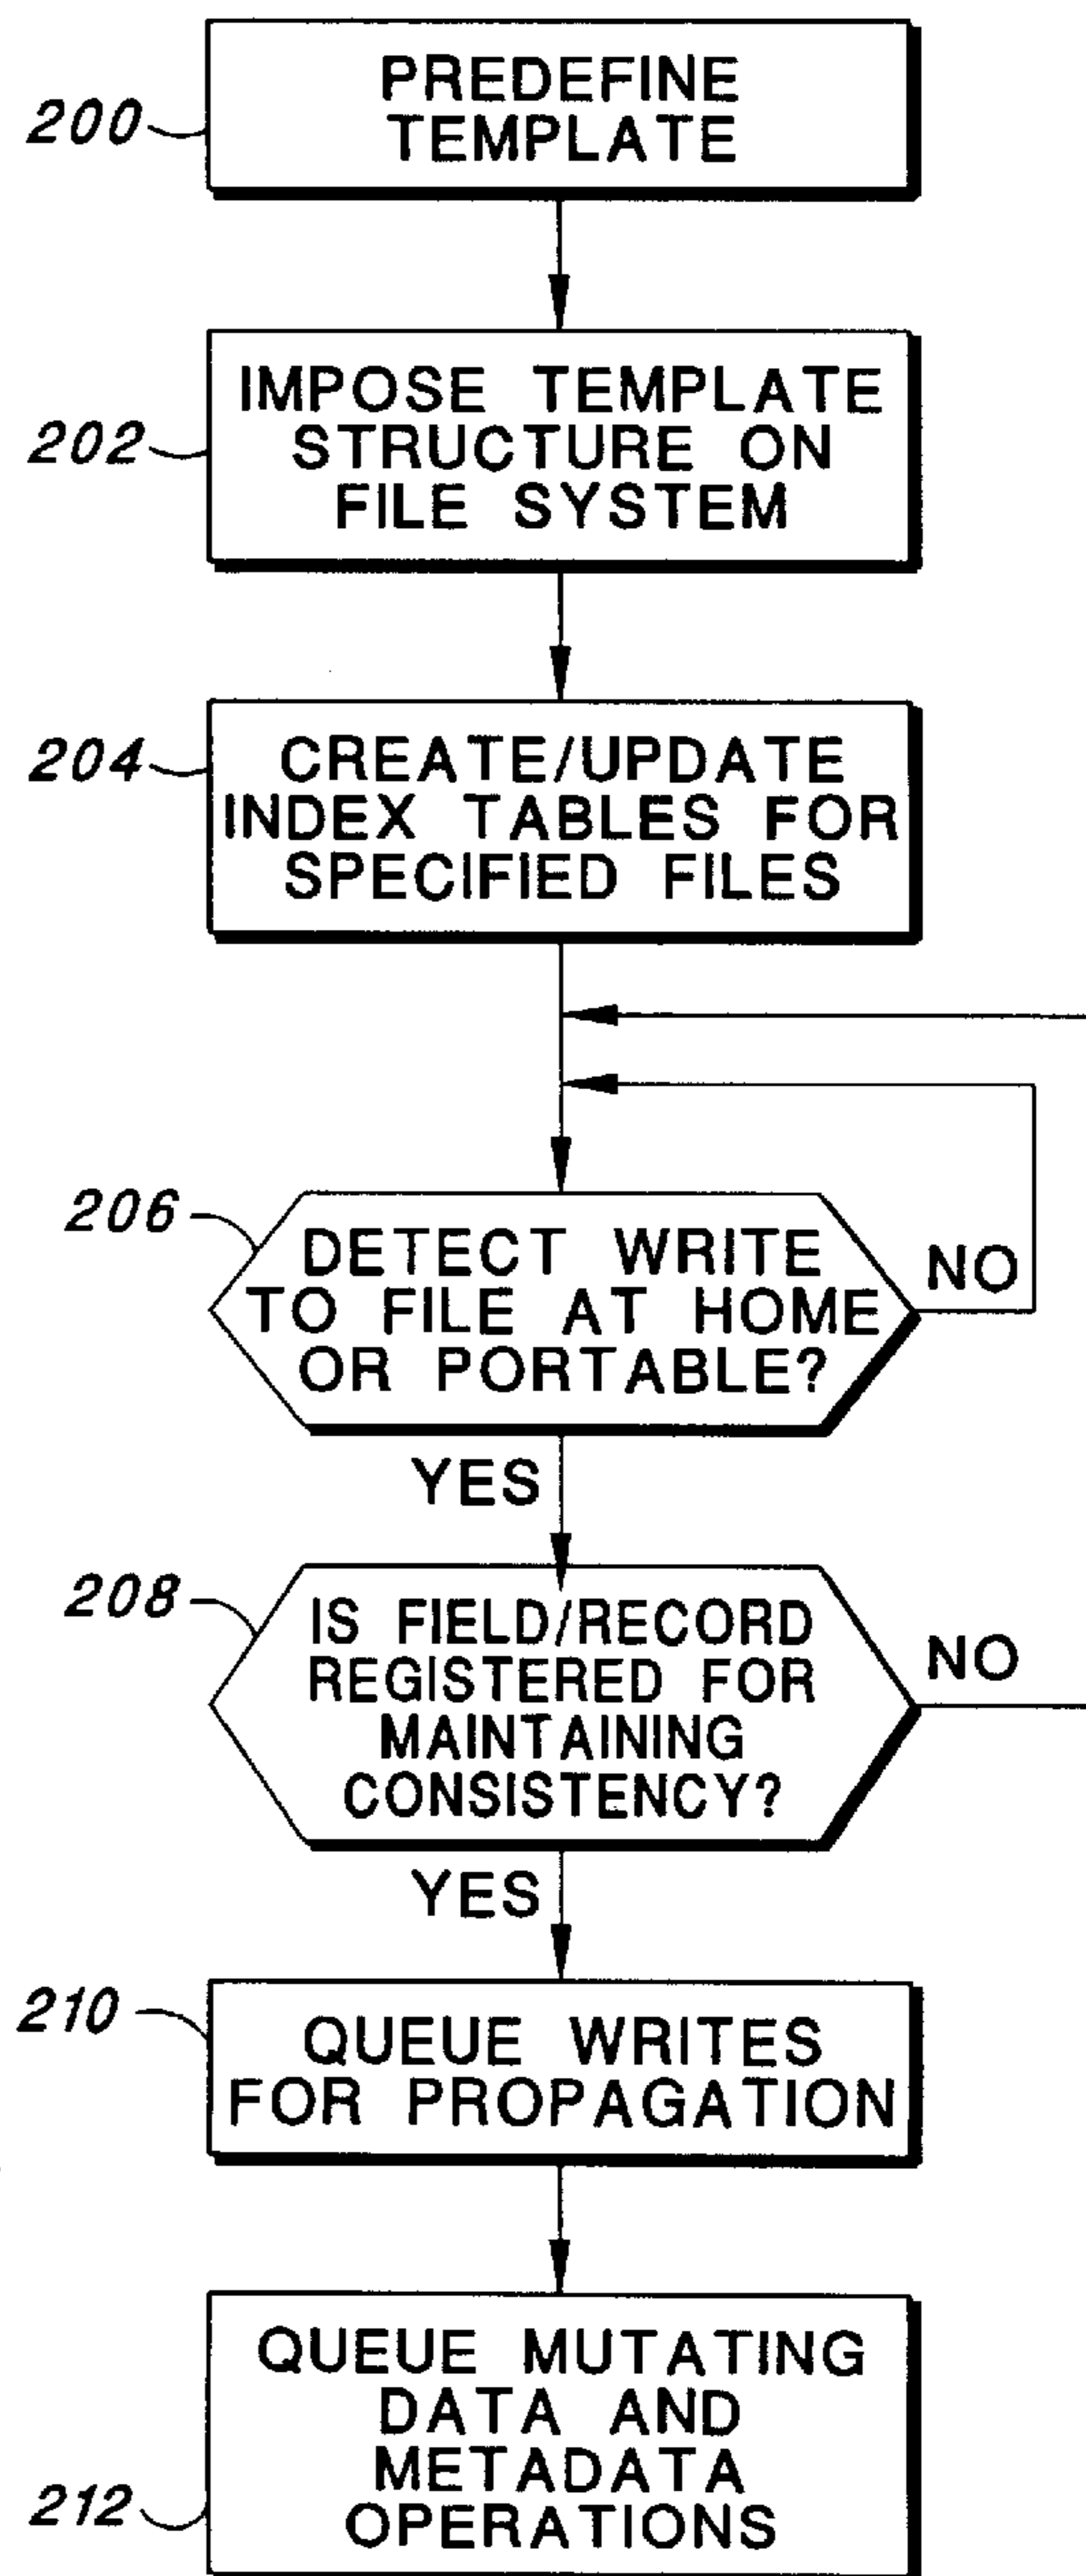 PREDEFINE
TEMPLATE
200
IMPOSE TEMPLATE
STRUCTURE ON
FILE SYSTEM
202
CREATE/UPDATE
INDEX TABLES FOR
SPECIFIED FILES
204
206
DETECT WRITE
TO FILE AT HOME
OR PORTABLE?
NO
YES
208
IS FIELD/RECORD
REGISTERED FOR
MAINTAINING
CONSISTENCY?
NO
YES
210
QUEUE WRITES
FOR PROPAGATION
QUEUE MUTATING
DATA AND
METADATA
OPERATIONS
212